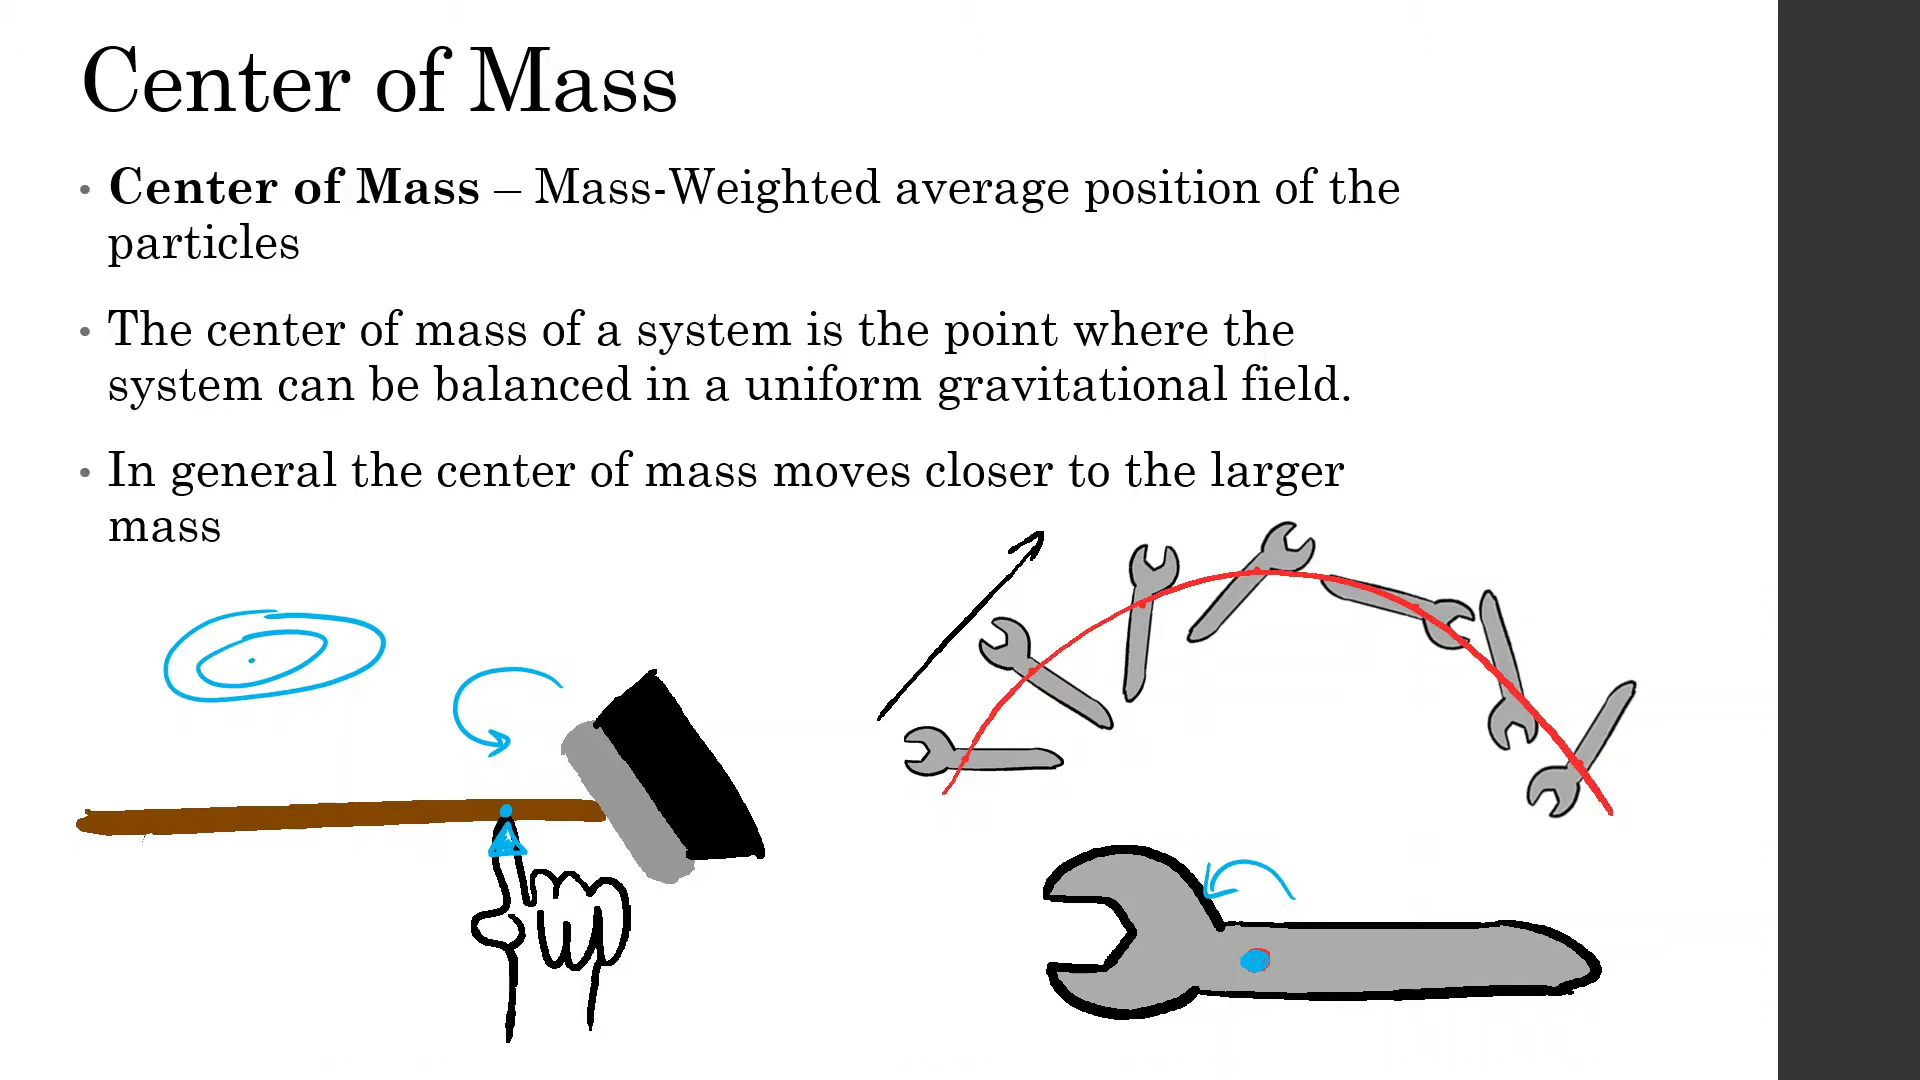 Center of Mass
• Center of Mass – Mass-Weighted average position of the
particles
• The center of mass of a system is the point where the
system can be balanced in a uniform gravitational field.
• In general the center of mass moves closer to the larger
mass